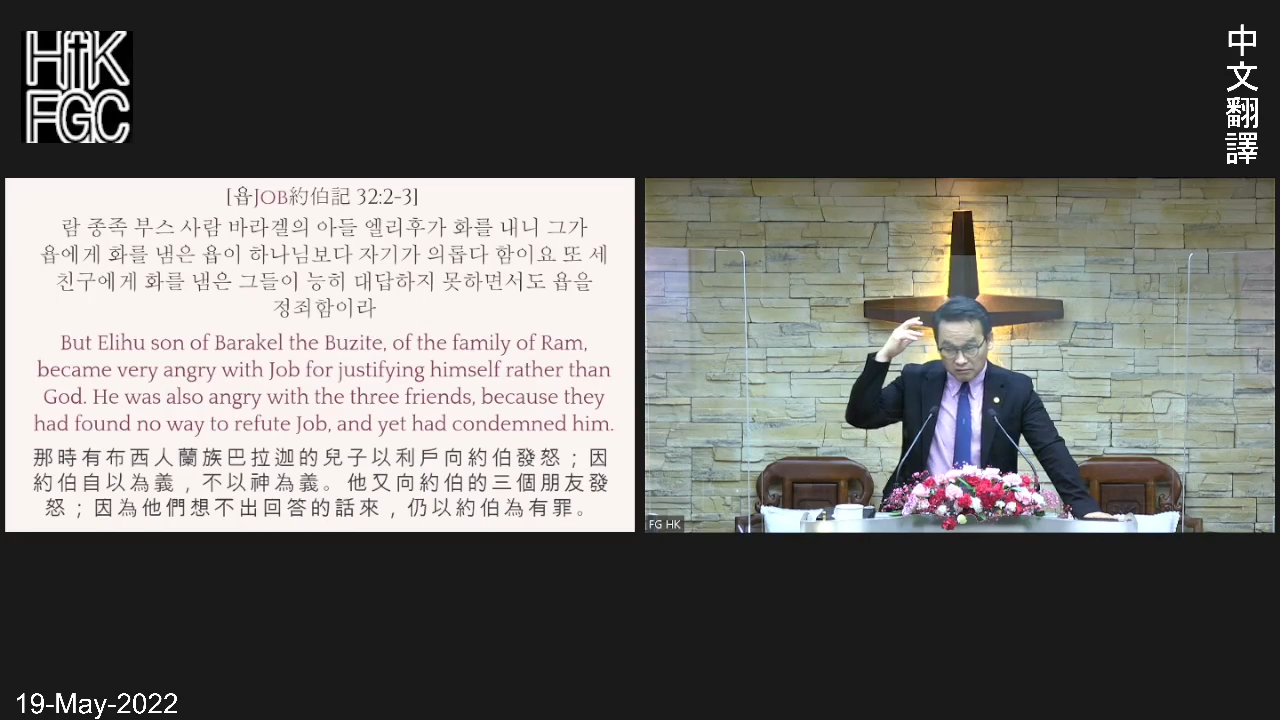 HK
FGC
中文翻譯
[욥JOB約伯記 32:2-3]
람 종족 부스 사람 바라겔의 아들 엘리후가 화를 내니 그가
욥에게 화를 냄은 욥이 하나님보다 자기가 의롭다 함이요 또 세
친구에게 화를 냄은 그들이 능히 대답하지 못하면서도 욥을
정죄함이라
But Elihu son of Barakel the Buzite, of the family of Ram,
became very angry with Job for justifying himself rather than
God. He was also angry with the three friends, because they
had found no way to refute Job, and yet had condemned him.
那時有布西人蘭族巴拉迦的兒子以利戶向約伯發怒；因
約伯自以為義，不以神為義。他又向約伯的三個朋友發
怒；因為他們想不出回答的話來，仍以約伯為有罪。
FG HK
19-May-2022